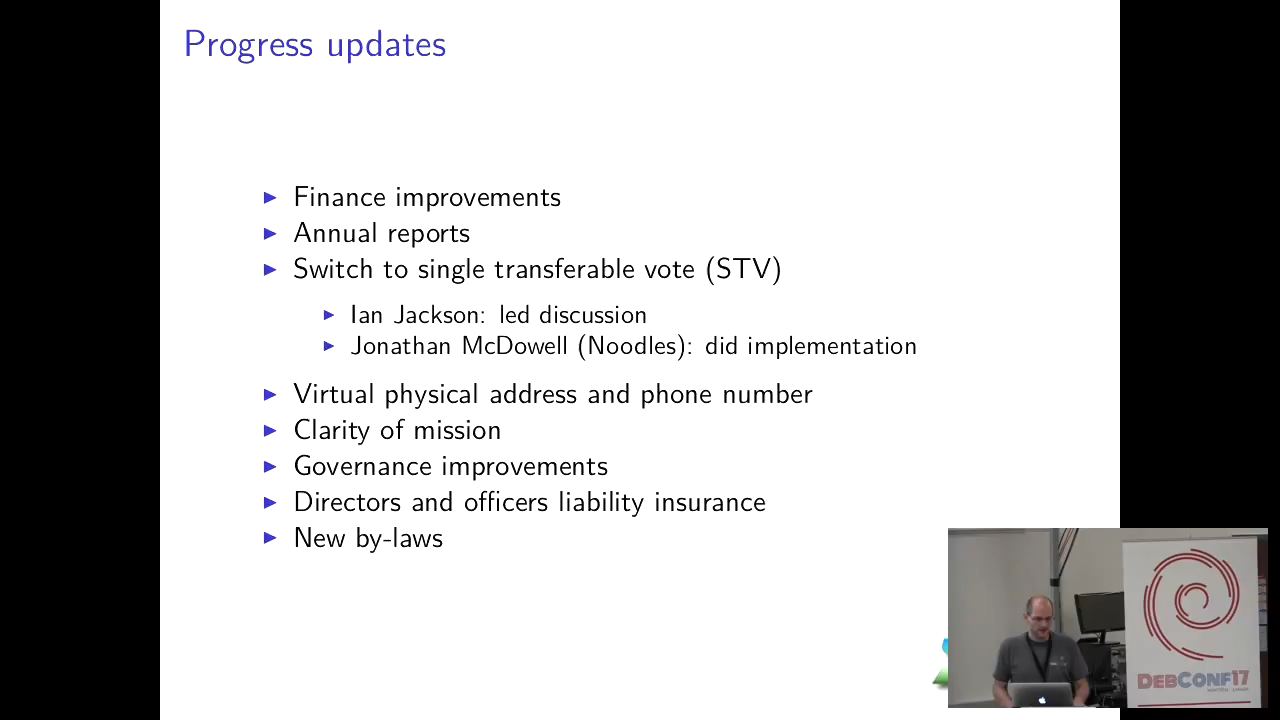 Progress updates
Finance improvements
Annual reports
Switch to single transferable vote (STV)
Ian Jackson: led discussion
Jonathan McDowell (Noodles): did implementation
Virtual physical address and phone number
Clarity of mission
Governance improvements
Directors and officers liability insurance
New by-laws
DEBCONF17